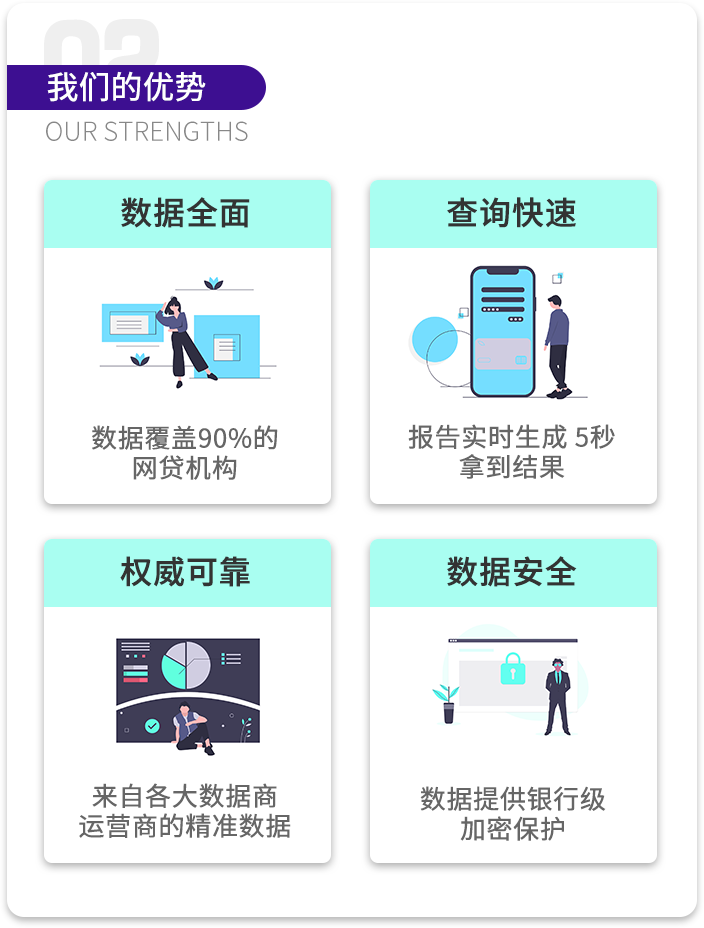 02
我们的优势
OUR STRENGTHS
数据全面
数据覆盖90%的
网贷机构
查询快速
报告实时生成 5秒
拿到结果
权威可靠
来自各大数据商
运营商的精准数据
数据安全
数据提供银行级
加密保护